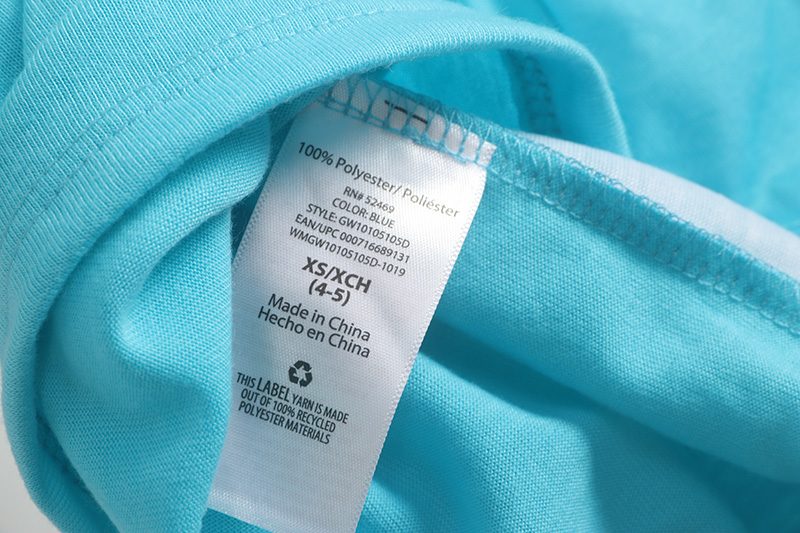 100% Polyester/ Poliéster
RN# 52469
COLOR: BLUE
STYLE: GW10105105D
EAN/UPC 000716689131
WMGW10105105D-1019
XS/XCH
(4-5)
Made in China
Hecho en China
THIS LABEL YARN IS MADE
OUT OF 100% RECYCLED
POLYESTER MATERIALS